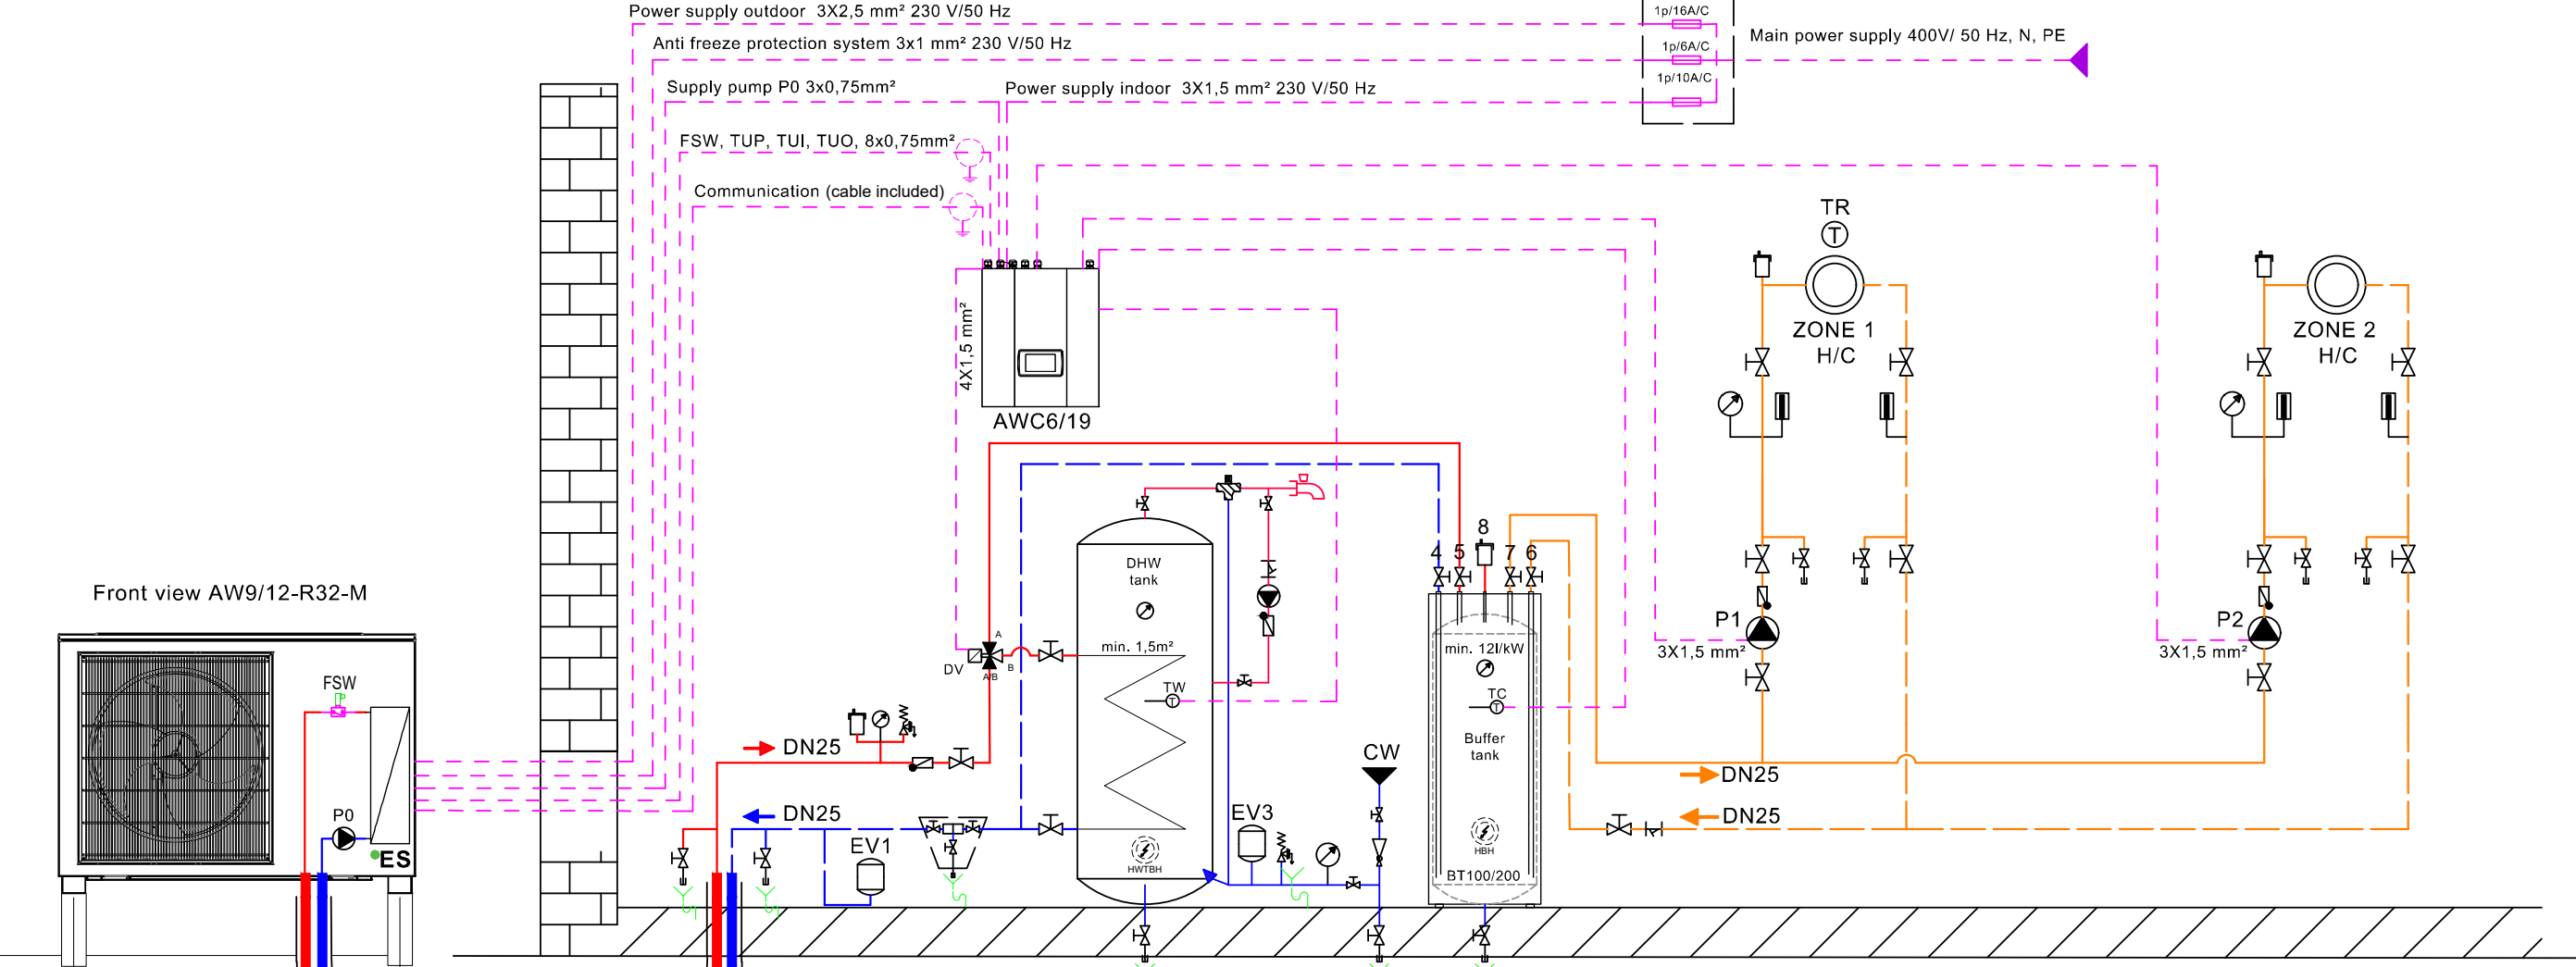 Power supply outdoor 3X2,5 mm² 230 V/50 Hz
1p/16A/C
Anti freeze protection system 3x1 mm² 230 V/50 Hz
1p/6A/C
Main power supply 400V/ 50 Hz, N, PE
1p/10A/C
Supply pump P0 3x0,75mm²
Power supply indoor 3X1,5 mm² 230 V/50 Hz
FSW, TUP, TUI, TUO, 8x0,75mm²
Communication (cable included)
TR
T
ZONE 1
H/C
ZONE 2
H/C
4X1,5 mm²
AWC6/19
8
4
5
7
6
DHW
tank
Front view AW9/12-R32-M
P1
3X1,5 mm²
P2
3X1,5 mm²
A
B
A/B
DV
min. 1,5m²
min. 12l/kW
FSW
TW
T
TC
T
DN25
Buffer
tank
CW
DN25
DN25
DN25
P0
ES
EV1
EV3
HWTBH
HBH
BT100/200